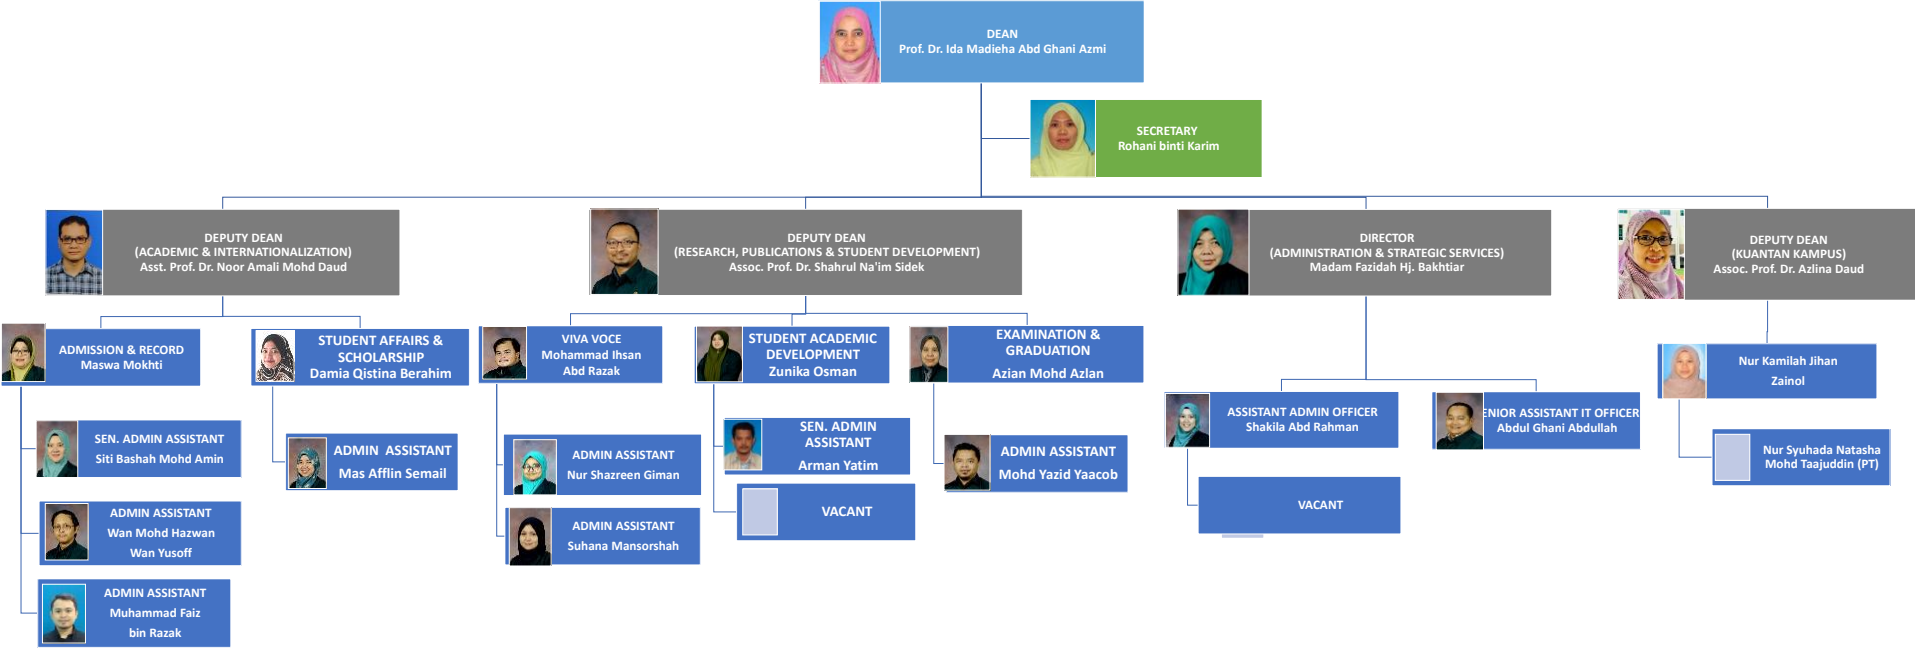 DEAN
Prof. Dr. Ida Madieha Abd Ghani Azmi
SECRETARY
Rohani binti Karim
DEPUTY DEAN
(ACADEMIC & INTERNATIONALIZATION)
Asst. Prof. Dr. Noor Amali Mohd Daud
DEPUTY DEAN
(RESEARCH, PUBLICATIONS & STUDENT DEVELOPMENT)
Assoc. Prof. Dr. Shahrul Na'im Sidek
DIRECTOR
(ADMINISTRATION & STRATEGIC SERVICES)
Madam Fazidah Hj. Bakhtiar
DEPUTY DEAN
(KUANTAN KAMPUS)
Assoc. Prof. Dr. Azlina Daud
ADMISSION & RECORD
Maswa Mokhti
STUDENT AFFAIRS &
SCHOLARSHIP
Damia Qistina Berahim
VIVA VOCE
Mohammad Ihsan
Abd Razak
STUDENT ACADEMIC
DEVELOPMENT
Zunika Osman
EXAMINATION &
GRADUATION
Azian Mohd Azlan
Nur Kamilah Jihan
Zainol
ASSISTANT ADMIN OFFICER
Shakila Abd Rahman
ENIOR ASSISTANT IT OFFICER
Abdul Ghani Abdullah
SEN. ADMIN ASSISTANT
Siti Bashah Mohd Amin
ADMIN ASSISTANT
Mas Afflin Semail
ADMIN ASSISTANT
Nur Shazreen Giman
SEN. ADMIN
ASSISTANT
Arman Yatim
ADMIN ASSISTANT
Mohd Yazid Yaacob
Nur Syuhada Natasha
Mohd Taajuddin (PT)
ADMIN ASSISTANT
Wan Mohd Hazwan
Wan Yusoff
ADMIN ASSISTANT
Suhana Mansorshah
VACANT
VACANT
ADMIN ASSISTANT
Muhammad Faiz
bin Razak